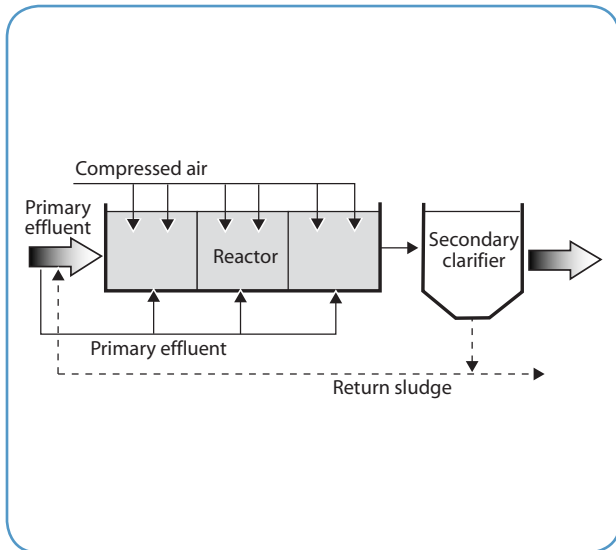 Compressed air
Primary
effluent
Reactor
Secondary
clarifier
Primary effluent
Return sludge